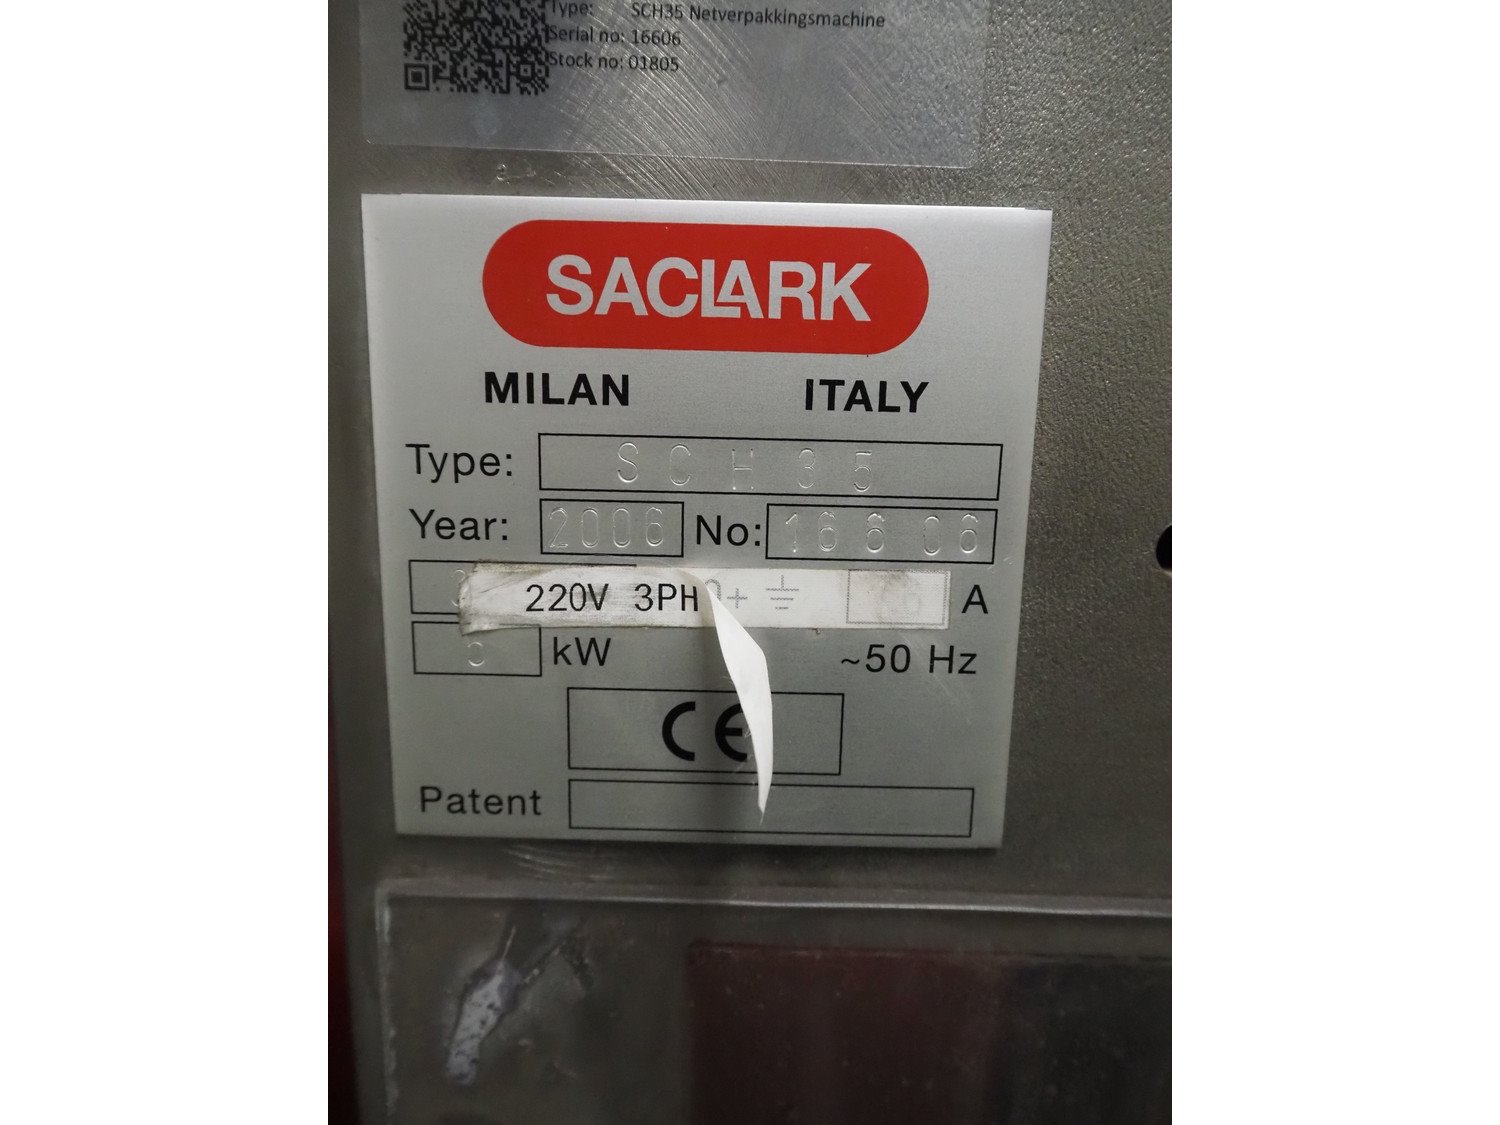 Type: SCH35 Netverpakkingsmachine
Serial no: 16606
Stock no: 01805
SACLARK
MILAN ITALY
Type: SCH35
Year: 2006 No: 16606
220V 3PH + A
kW ~50 Hz
CE
Patent